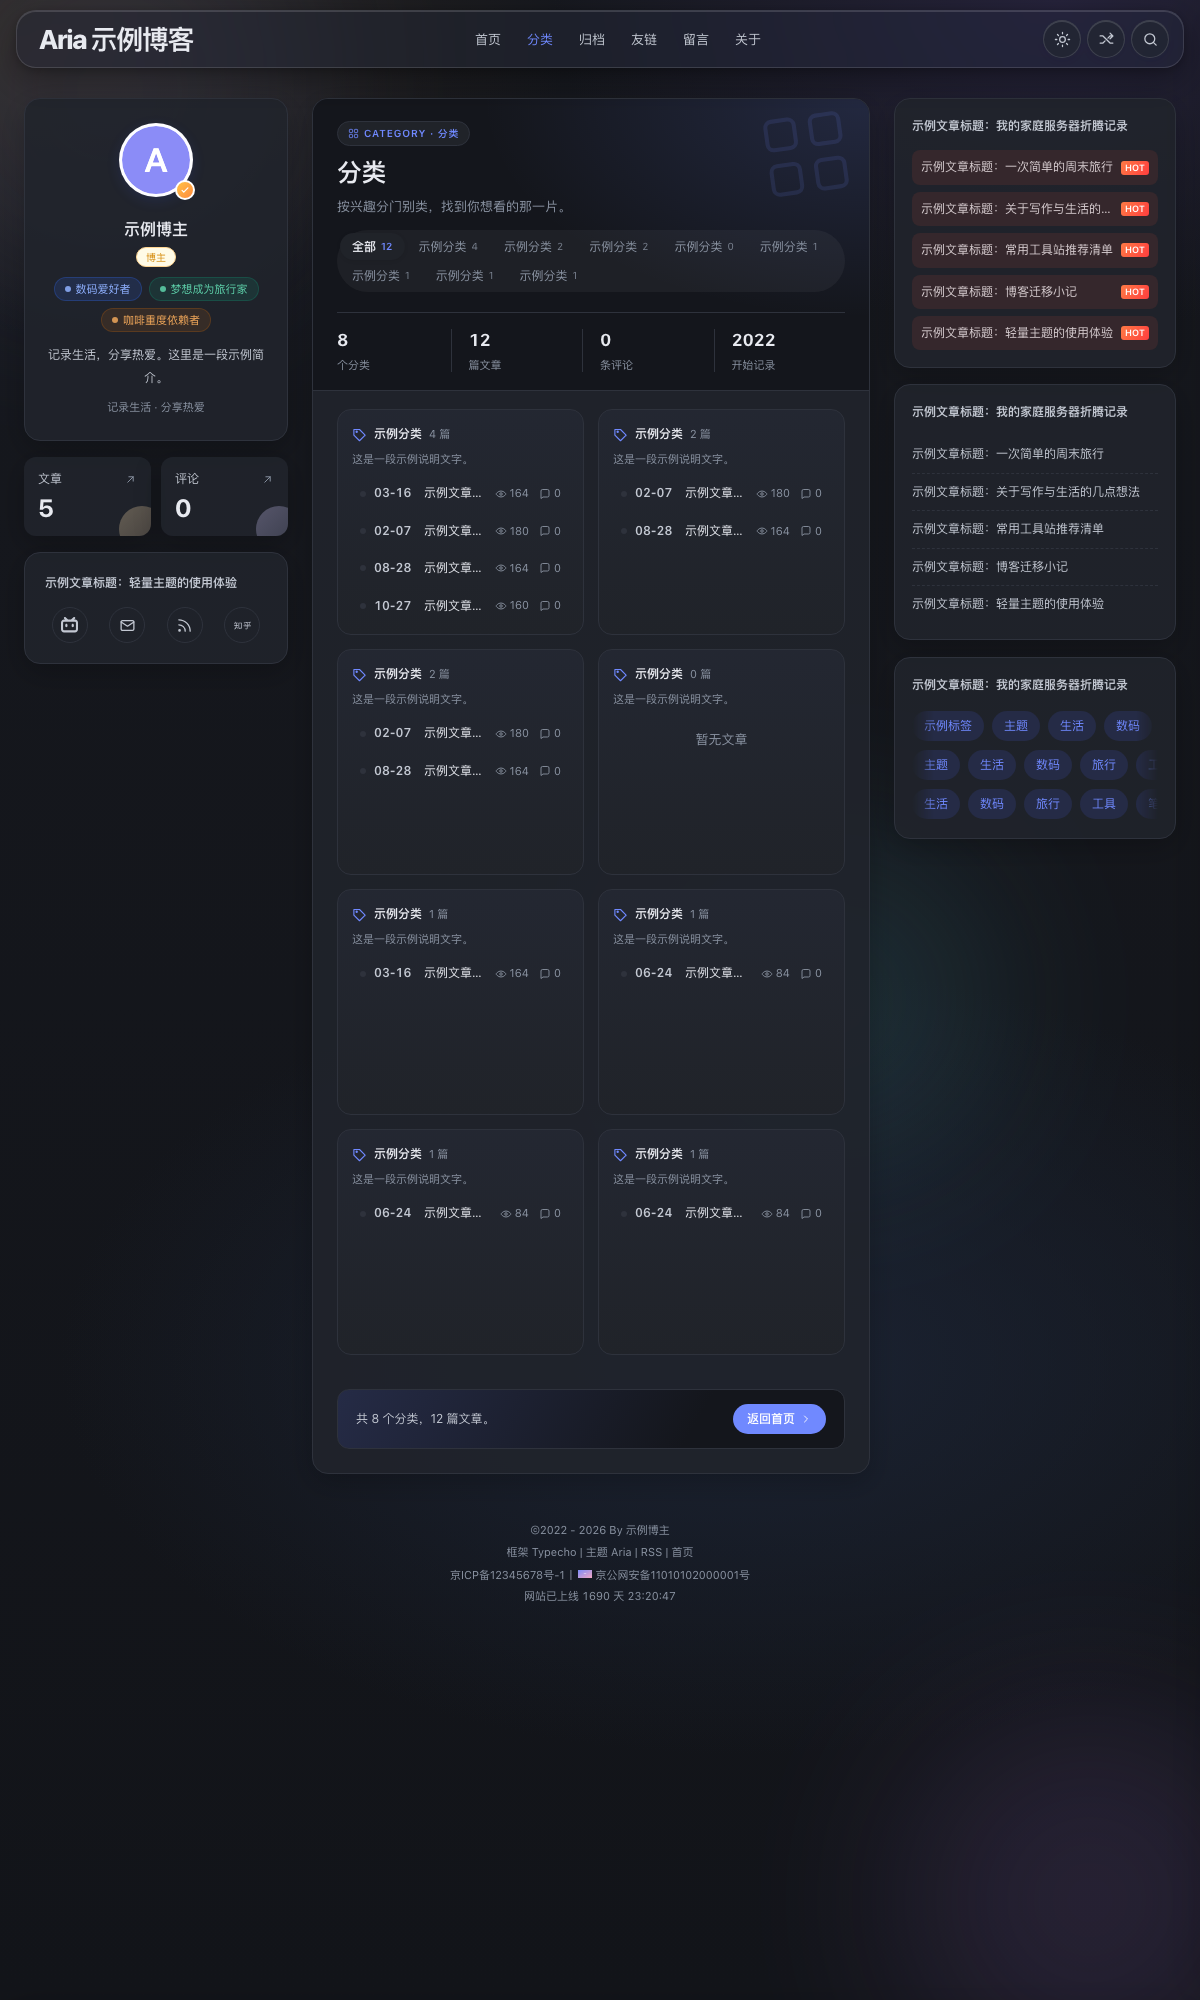 Aria 示例博客
首页 分类 归档 友链 留言 关于
A
示例博主
博主
数码爱好者 梦想成为旅行家
咖啡重度依赖者
记录生活，分享热爱。这里是一段示例简
介。
记录生活 · 分享热爱
文章
5
评论
0
示例文章标题：轻量主题的使用体验
知乎
CATEGORY · 分类
分类
按兴趣分门别类，找到你想看的那一片。
全部 12 示例分类 4 示例分类 2 示例分类 2 示例分类 0 示例分类 1
示例分类 1 示例分类 1 示例分类 1
8
个分类
12
篇文章
0
条评论
2022
开始记录
示例分类 4 篇
这是一段示例说明文字。
03-16 示例文章... 164 0
02-07 示例文章... 180 0
08-28 示例文章... 164 0
10-27 示例文章... 160 0
示例分类 2 篇
这是一段示例说明文字。
02-07 示例文章... 180 0
08-28 示例文章... 164 0
示例分类 2 篇
这是一段示例说明文字。
02-07 示例文章... 180 0
08-28 示例文章... 164 0
示例分类 0 篇
这是一段示例说明文字。
暂无文章
示例分类 1 篇
这是一段示例说明文字。
03-16 示例文章... 164 0
示例分类 1 篇
这是一段示例说明文字。
06-24 示例文章... 84 0
示例分类 1 篇
这是一段示例说明文字。
06-24 示例文章... 84 0
示例分类 1 篇
这是一段示例说明文字。
06-24 示例文章... 84 0
共 8 个分类，12 篇文章。
返回首页
示例文章标题：我的家庭服务器折腾记录
示例文章标题：一次简单的周末旅行 HOT
示例文章标题：关于写作与生活的... HOT
示例文章标题：常用工具站推荐清单 HOT
示例文章标题：博客迁移小记 HOT
示例文章标题：轻量主题的使用体验 HOT
示例文章标题：我的家庭服务器折腾记录
示例文章标题：一次简单的周末旅行
示例文章标题：关于写作与生活的几点想法
示例文章标题：常用工具站推荐清单
示例文章标题：博客迁移小记
示例文章标题：轻量主题的使用体验
示例文章标题：我的家庭服务器折腾记录
示例标签 主题 生活 数码
主题 生活 数码 旅行
生活 数码 旅行 工具
©2022 - 2026 By 示例博主
框架 Typecho | 主题 Aria | RSS | 首页
京ICP备12345678号-1 | 京公网安备11010102000001号
网站已上线 1690 天 23:20:47